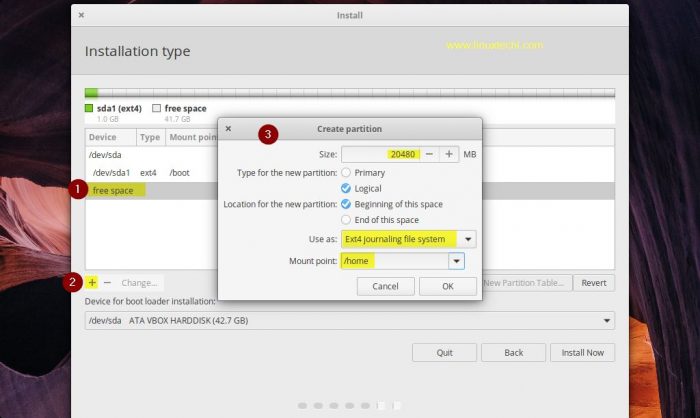 Install
Installation type
www.linuxtechi.com
sda1 (ext4)
1.0 GB
free space
41.7 GB
Device Type Mount poin
/dev/sda
/dev/sda1 ext4 /boot
1
free space
2
+ − Change...
New Partition Table... Revert
3
Create partition
Size: 20480 − + MB
Type for the new partition: Primary
Logical
Location for the new partition: Beginning of this space
End of this space
Use as: Ext4 journaling file system
Mount point: /home
Cancel OK
Device for boot loader installation:
/dev/sda ATA VBOX HARDDISK (42.7 GB)
Quit Back Install Now